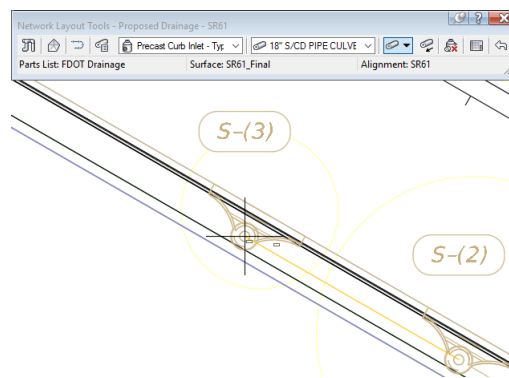 Network Layout Tools - Proposed Drainage - SR61
Precast Curb Inlet - Typ
18" S/CD PIPE CULVE
Parts List: FDOT Drainage
Surface: SR61_Final
Alignment: SR61
S-(3)
S-(2)